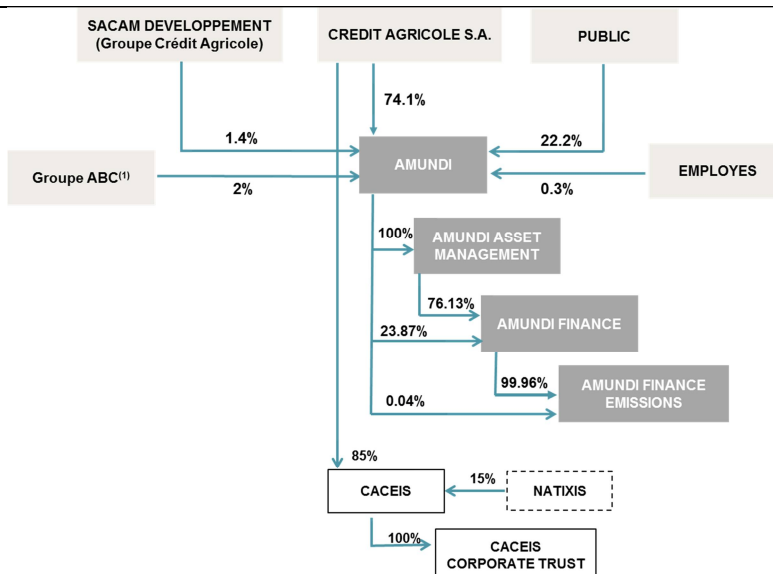 SACAM DEVELOPPEMENT
(Groupe Crédit Agricole)
CREDIT AGRICOLE S.A.
PUBLIC
74.1%
1.4%
22.2%
Groupe ABC(1)
AMUNDI
EMPLOYES
2%
0.3%
100%
AMUNDI ASSET
MANAGEMENT
76.13%
23.87%
AMUNDI FINANCE
99.96%
0.04%
AMUNDI FINANCE
EMISSIONS
85%
CACEIS
15%
NATIXIS
100%
CACEIS
CORPORATE TRUST